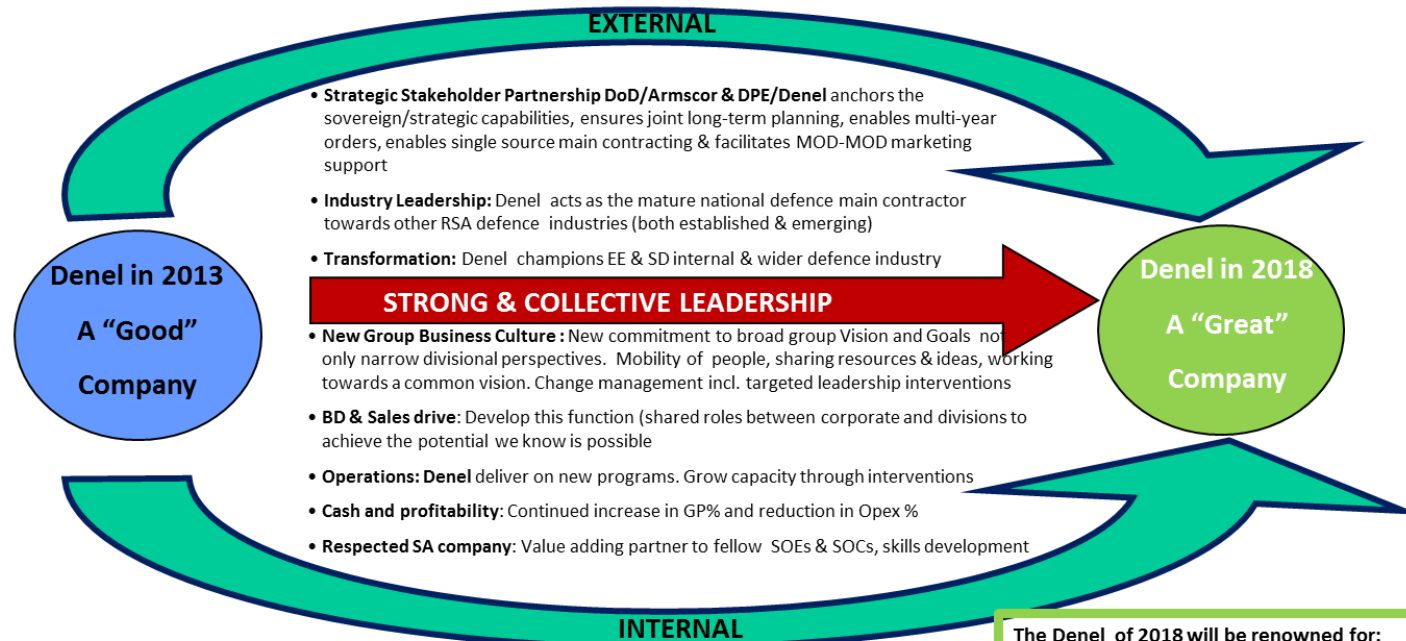 EXTERNAL
• Strategic Stakeholder Partnership DoD/Armscor & DPE/Denel anchors the
sovereign/strategic capabilities, ensures joint long-term planning, enables multi-year
orders, enables single source main contracting & facilitates MOD-MOD marketing
support
• Industry Leadership: Denel acts as the mature national defence main contractor
towards other RSA defence industries (both established & emerging)
• Transformation: Denel champions EE & SD internal & wider defence industry
Denel in 2013
A “Good”
Company
STRONG & COLLECTIVE LEADERSHIP
Denel in 2018
A “Great”
Company
• New Group Business Culture : New commitment to broad group Vision and Goals not
only narrow divisional perspectives. Mobility of people, sharing resources & ideas, working
towards a common vision. Change management incl. targeted leadership interventions
• BD & Sales drive: Develop this function (shared roles between corporate and divisions to
achieve the potential we know is possible
• Operations: Denel deliver on new programs. Grow capacity through interventions
• Cash and profitability: Continued increase in GP% and reduction in Opex %
• Respected SA company: Value adding partner to fellow SOEs & SOCs, skills development
INTERNAL
The Denel of 2018 will be renowned for: